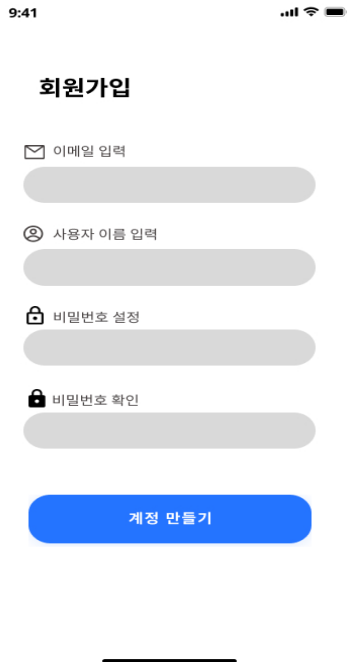 9:41
회원가입
이메일 입력
사용자 이름 입력
비밀번호 설정
비밀번호 확인
계정 만들기